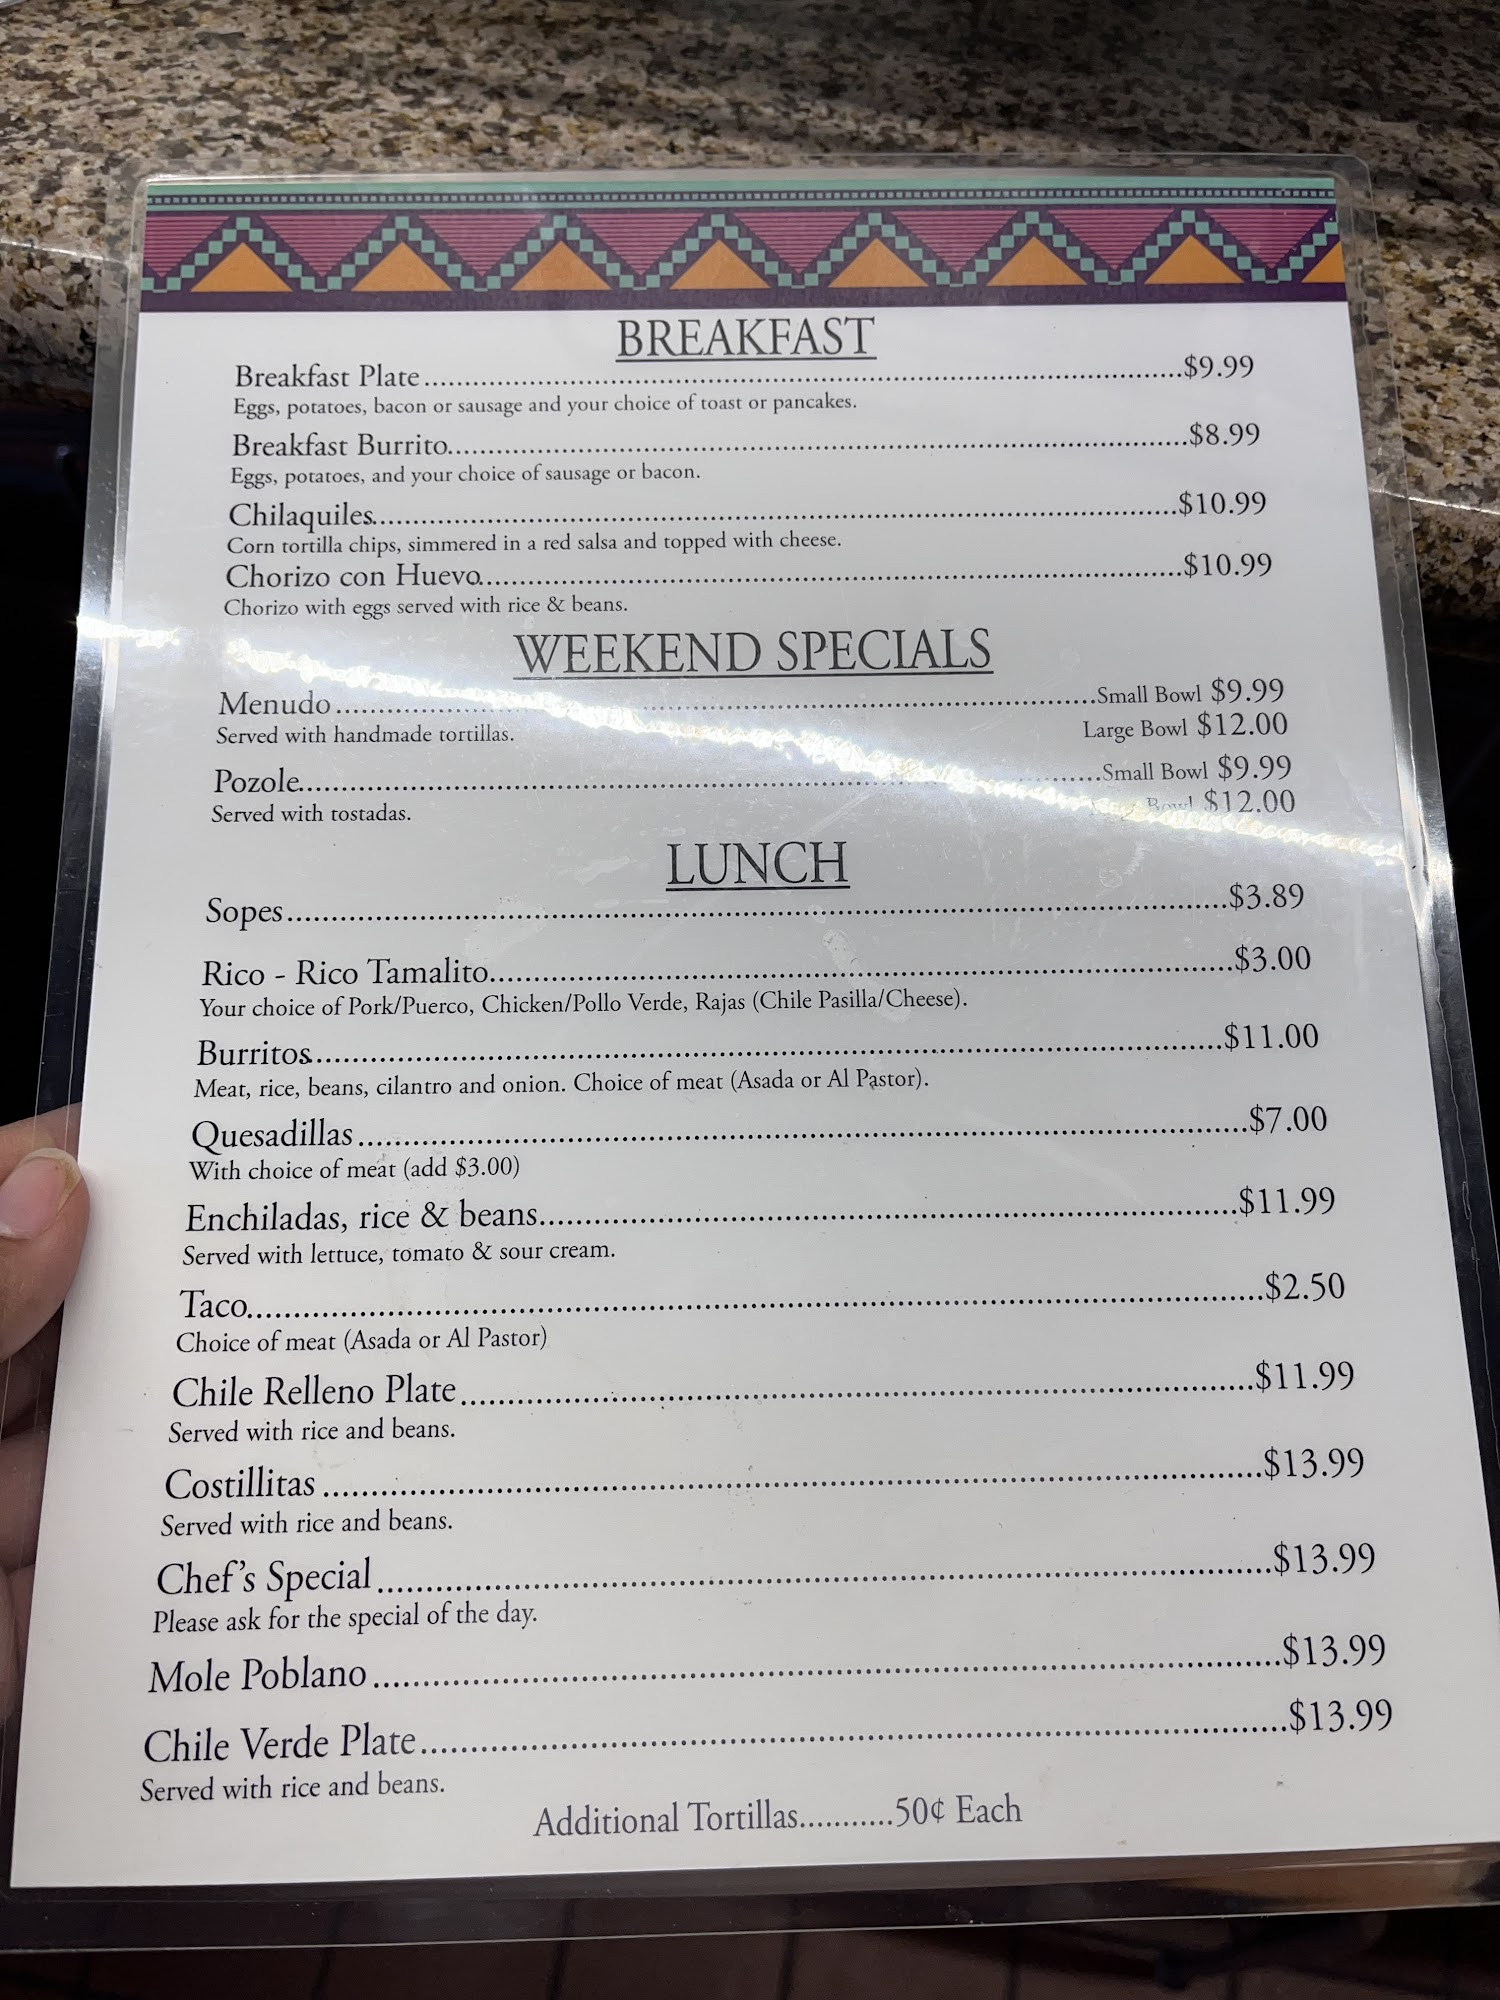 BREAKFAST
Breakfast Plate $9.99
Eggs, potatoes, bacon or sausage and your choice of toast or pancakes.
Breakfast Burrito $8.99
Eggs, potatoes, and your choice of sausage or bacon.
Chilaquiles $10.99
Corn tortilla chips, simmered in a red salsa and topped with cheese.
Chorizo con Huevo $10.99
Chorizo with eggs served with rice & beans.
WEEKEND SPECIALS
Menudo Small Bowl $9.99
Served with handmade tortillas. Large Bowl $12.00
Pozole Small Bowl $9.99
Bowl $12.00
Served with tostadas.
LUNCH
Sopes $3.89
Rico - Rico Tamalito $3.00
Your choice of Pork/Puerco, Chicken/Pollo Verde, Rajas (Chile Pasilla/Cheese).
Burritos $11.00
Meat, rice, beans, cilantro and onion. Choice of meat (Asada or Al Pastor).
Quesadillas $7.00
With choice of meat (add $3.00)
Enchiladas, rice & beans $11.99
Served with lettuce, tomato & sour cream.
Taco $2.50
Choice of meat (Asada or Al Pastor)
Chile Relleno Plate $11.99
Served with rice and beans.
Costillitas $13.99
Served with rice and beans.
Chef's Special $13.99
Please ask for the special of the day.
Mole Poblano $13.99
Chile Verde Plate $13.99
Served with rice and beans.
Additional Tortillas...........50¢ Each